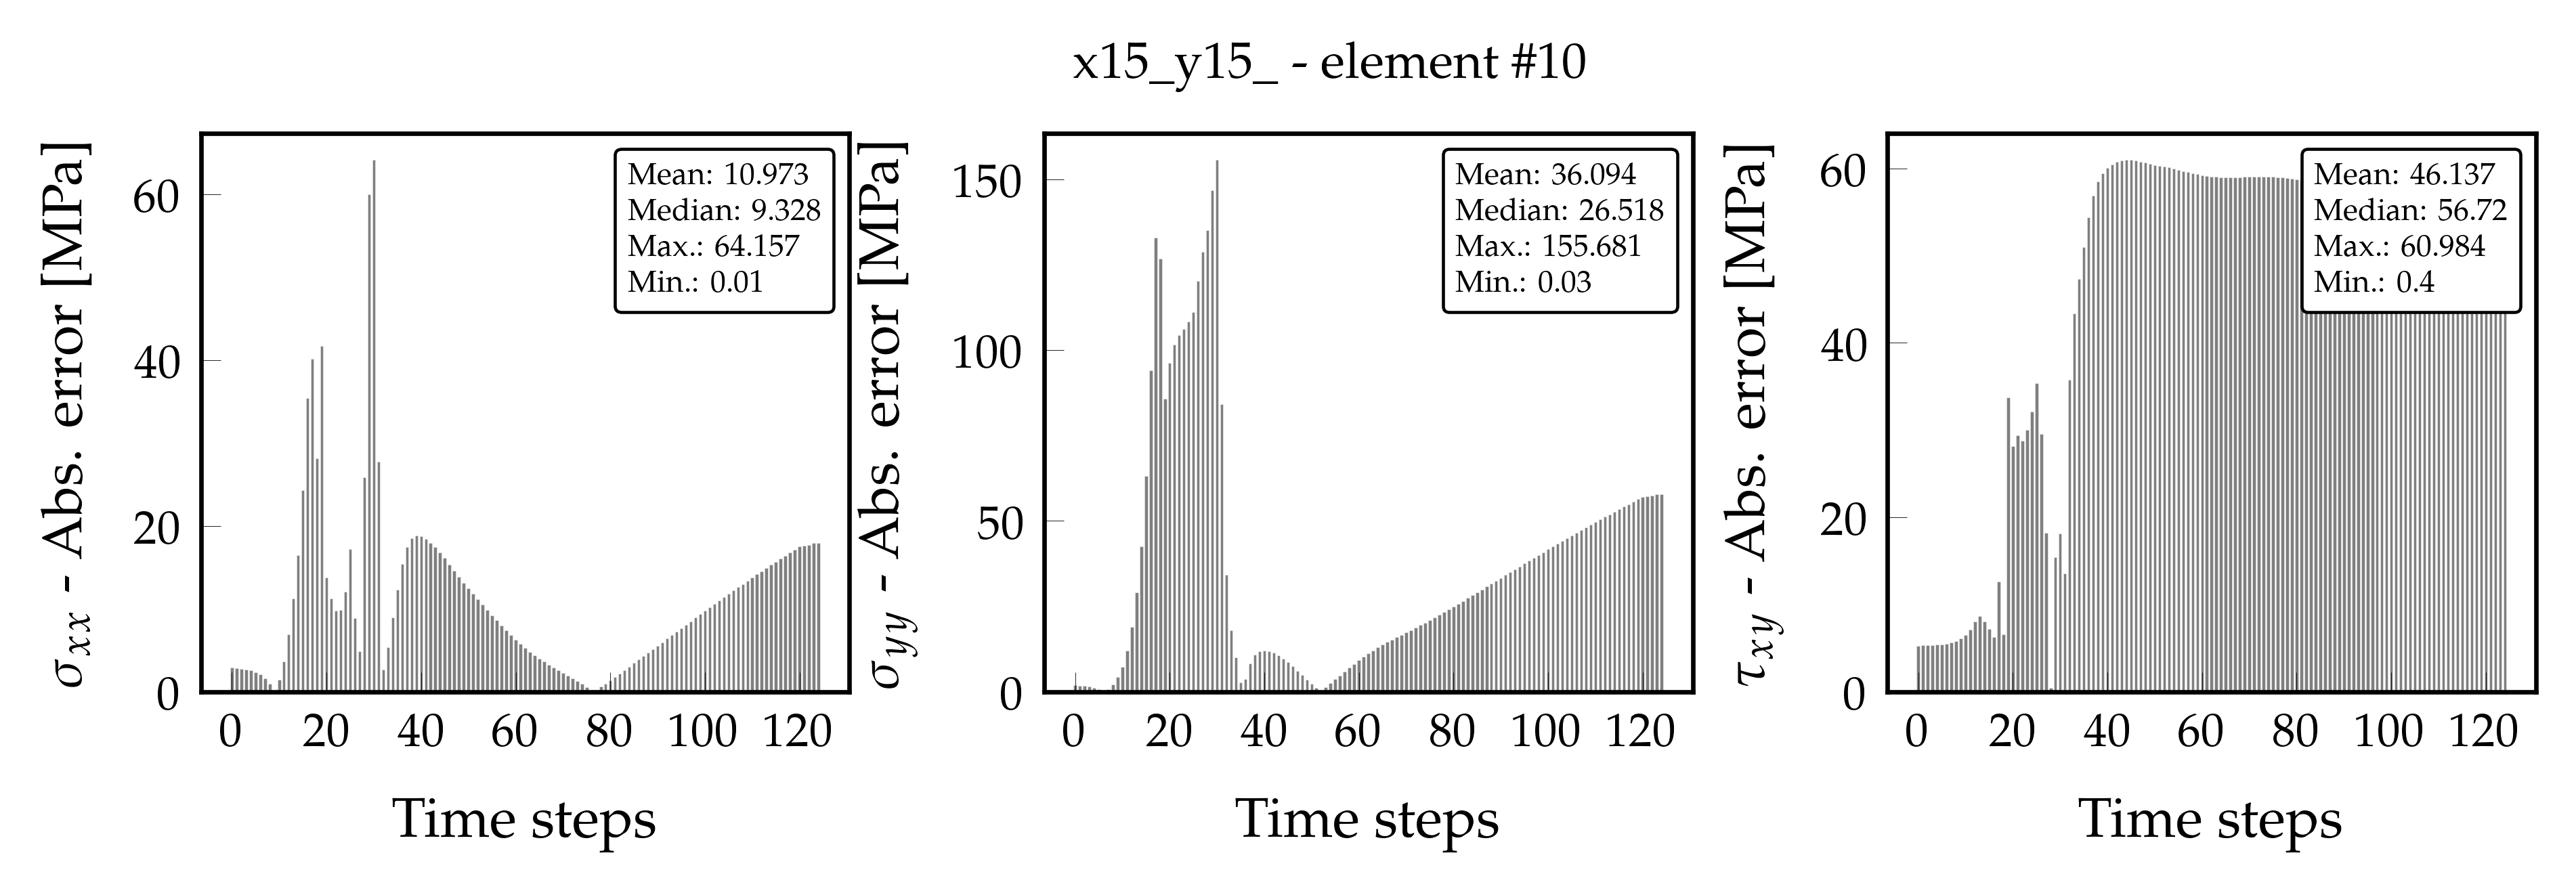 x15_y15_ - element #10
σxx - Abs. error [MPa]
60
40
20
0
0 20 40 60 80 100 120
Time steps
Mean: 10.973
Median: 9.328
Max.: 64.157
Min.: 0.01
σyy - Abs. error [MPa]
150
100
50
0
0 20 40 60 80 100 120
Time steps
Mean: 36.094
Median: 26.518
Max.: 155.681
Min.: 0.03
τxy - Abs. error [MPa]
60
40
20
0
0 20 40 60 80 100 120
Time steps
Mean: 46.137
Median: 56.72
Max.: 60.984
Min.: 0.4